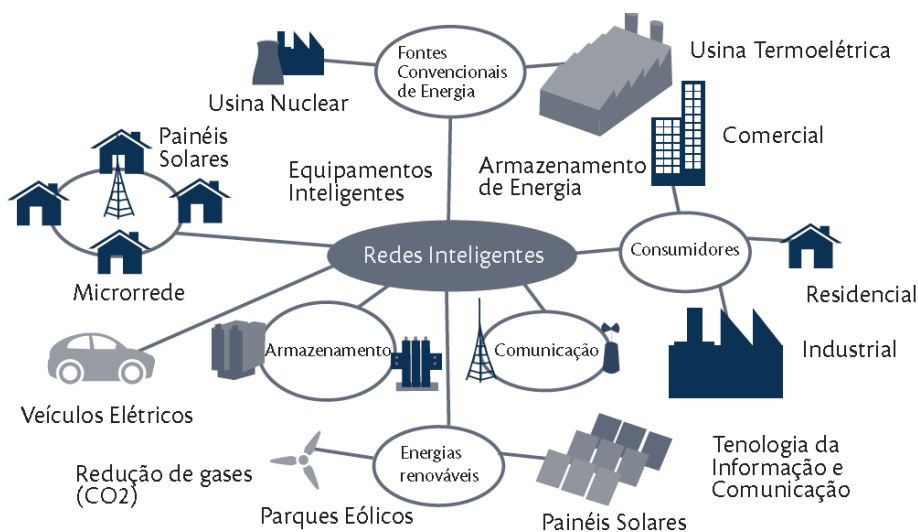 Fontes
Convencionais
de Energia
Usina Termoelétrica
Usina Nuclear
Painéis
Solares
Comercial
Equipamentos
Inteligentes
Armazenamento
de Energia
Redes Inteligentes
Consumidores
Microrrede
Residencial
Armazenamento
Comunicação
Industrial
Veículos Elétricos
Energias
renováveis
Redução de gases
(CO2)
Parques Eólicos
Painéis Solares
Tenologia da
Informação e
Comunicação